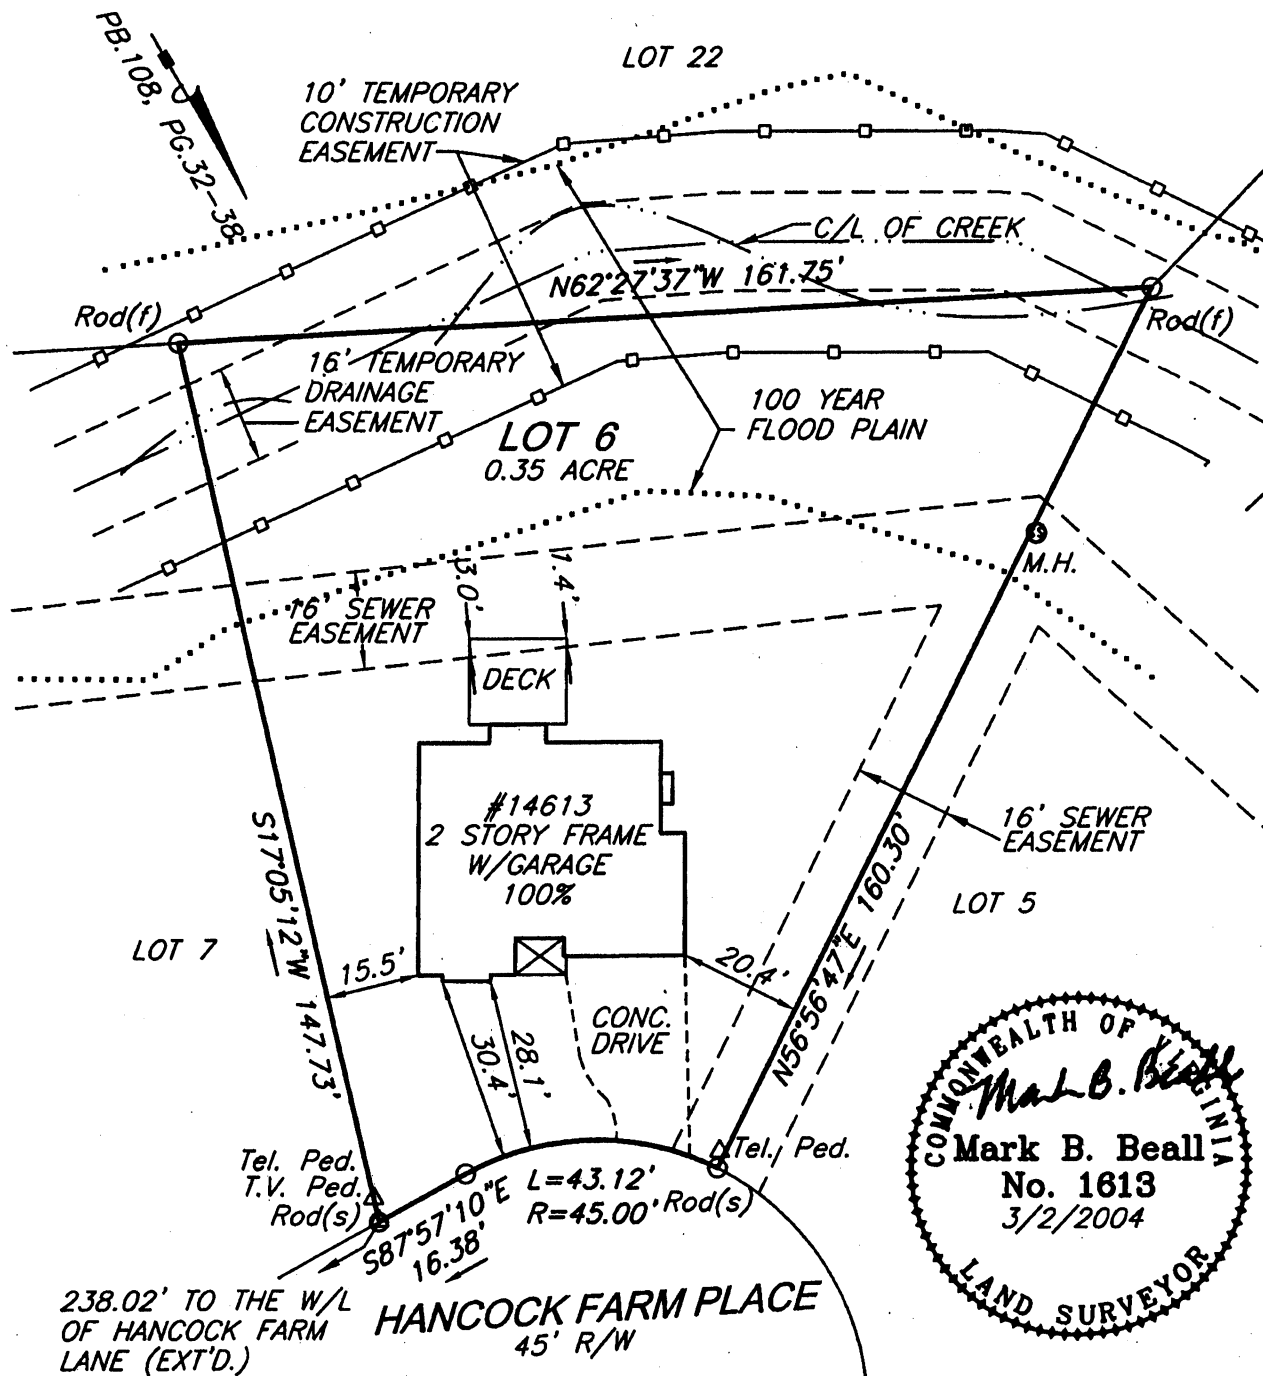 LOT 22
PB.108, PG.32-38
10' TEMPORARY
CONSTRUCTION
EASEMENT
C/L OF CREEK
N62°27'37"W 161.75'
Rod(f)
Rod(f)
16' TEMPORARY
DRAINAGE
EASEMENT
100 YEAR
FLOOD PLAIN
LOT 6
0.35 ACRE
M.H.
3.0'
1.4'
16' SEWER
EASEMENT
DECK
#14613
2 STORY FRAME
W/GARAGE
100%
16' SEWER
EASEMENT
S17°05'12"W 147.73'
N56°56'47"E 160.30'
LOT 5
LOT 7
15.5'
20.4'
30.4'
28.1'
CONC.
DRIVE
Tel. Ped.
T.V. Ped.
Rod(s)
Tel. Ped.
Rod(s)
L=43.12'
R=45.00'
S87°57'10"E
16.38'
238.02' TO THE W/L
OF HANCOCK FARM
LANE (EXT'D.)
HANCOCK FARM PLACE
45' R/W
COMMONWEALTH OF VIRGINIA
Mark B. Beall
Mark B. Beall
No. 1613
3/2/2004
LAND SURVEYOR